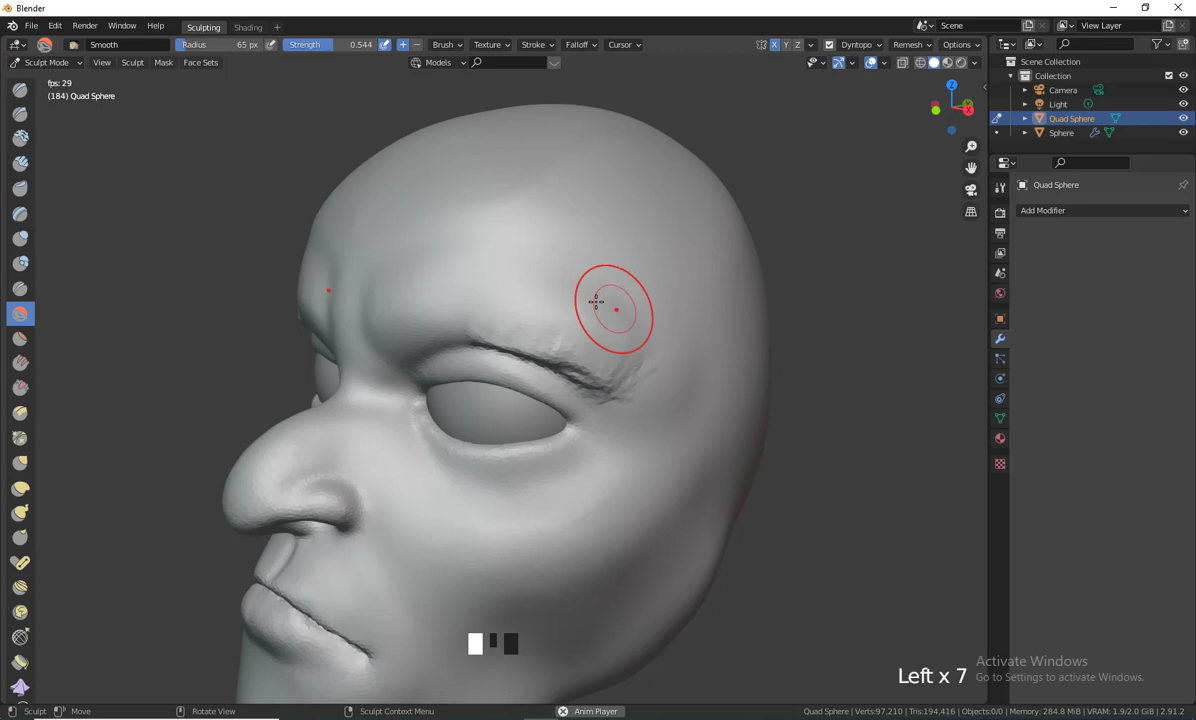 Blender
File Edit Render Window Help Sculpting Shading + Scene View Layer
Smooth Radius 65 px Strength 0.544 Brush Texture Stroke Falloff Cursor X Y Z Dyntopo Remesh Options
Sculpt Mode View Sculpt Mask Face Sets Models
fps: 29
(184) Quad Sphere
Z
X
Scene Collection
Collection
Camera
Light
Quad Sphere
Sphere
Quad Sphere
Add Modifier
Left x 7
Activate Windows
Go to Settings to activate Windows.
Sculpt Move Rotate View Sculpt Context Menu Anim Player Quad Sphere | Verts:97,210 | Tris:194,416 | Objects:0/0 | Memory: 284.8 MiB | VRAM: 1.9/2.0 GiB | 2.91.2